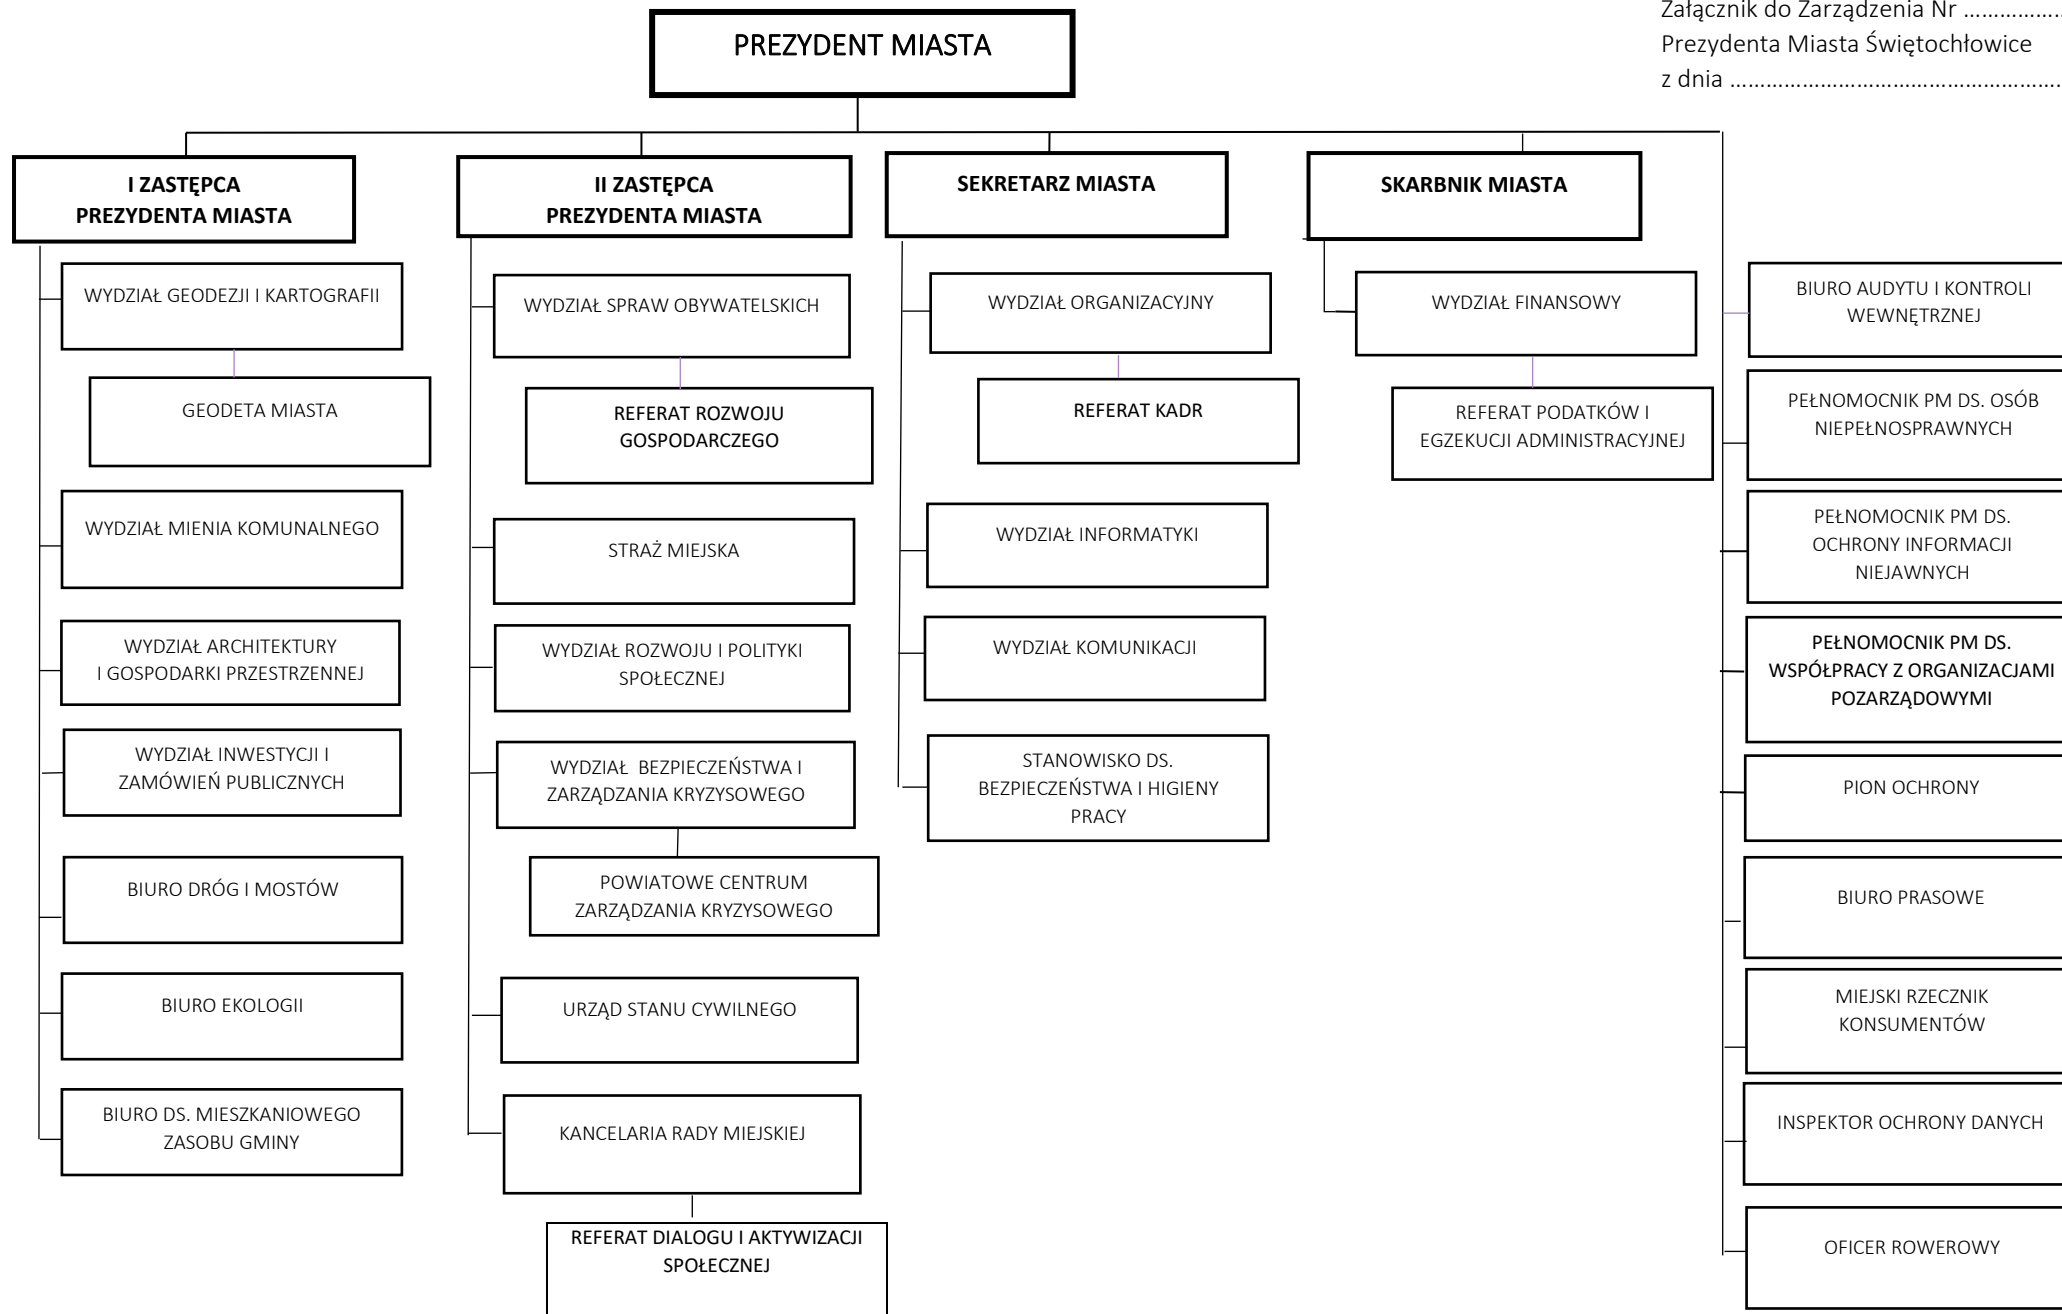 Załącznik do Zarządzenia Nr ................
Prezydenta Miasta Świętochłowice
z dnia ......................................................
PREZYDENT MIASTA
I ZASTĘPCA
PREZYDENTA MIASTA
WYDZIAŁ GEODEZJI I KARTOGRAFII
GEODETA MIASTA
WYDZIAŁ MIENIA KOMUNALNEGO
WYDZIAŁ ARCHITEKTURY
I GOSPODARKI PRZESTRZENNEJ
WYDZIAŁ INWESTYCJI I
ZAMÓWIEŃ PUBLICZNYCH
BIURO DRÓG I MOSTÓW
BIURO EKOLOGII
BIURO DS. MIESZKANIOWEGO
ZASOBU GMINY
II ZASTĘPCA
PREZYDENTA MIASTA
WYDZIAŁ SPRAW OBYWATELSKICH
REFERAT ROZWOJU
GOSPODARCZEGO
STRAŻ MIEJSKA
WYDZIAŁ ROZWOJU I POLITYKI
SPOŁECZNEJ
WYDZIAŁ BEZPIECZEŃSTWA I
ZARZĄDZANIA KRYZYSOWEGO
POWIATOWE CENTRUM
ZARZĄDZANIA KRYZYSOWEGO
URZĄD STANU CYWILNEGO
KANCELARIA RADY MIEJSKIEJ
REFERAT DIALOGU I AKTYWIZACJI
SPOŁECZNEJ
SEKRETARZ MIASTA
WYDZIAŁ ORGANIZACYJNY
REFERAT KADR
WYDZIAŁ INFORMATYKI
WYDZIAŁ KOMUNIKACJI
STANOWISKO DS.
BEZPIECZEŃSTWA I HIGIENY
PRACY
SKARBNIK MIASTA
WYDZIAŁ FINANSOWY
REFERAT PODATKÓW I
EGZEKUCJI ADMINISTRACYJNEJ
BIURO AUDYTU I KONTROLI
WEWNĘTRZNEJ
PEŁNOMOCNIK PM DS. OSÓB
NIEPEŁNOSPRAWNYCH
PEŁNOMOCNIK PM DS.
OCHRONY INFORMACJI
NIEJAWNYCH
PEŁNOMOCNIK PM DS.
WSPÓŁPRACY Z ORGANIZACJAMI
POZARZĄDOWYMI
PION OCHRONY
BIURO PRASOWE
MIEJSKI RZECZNIK
KONSUMENTÓW
INSPEKTOR OCHRONY DANYCH
OFICER ROWEROWY